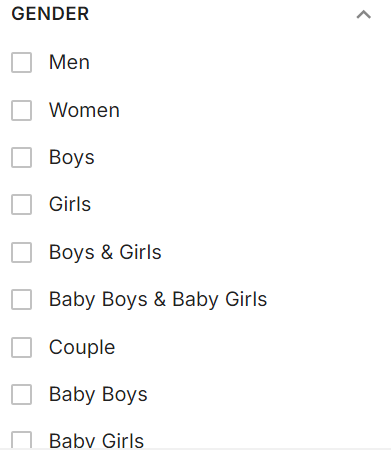 GENDER
Men
Women
Boys
Girls
Boys & Girls
Baby Boys & Baby Girls
Couple
Baby Boys
Baby Girls